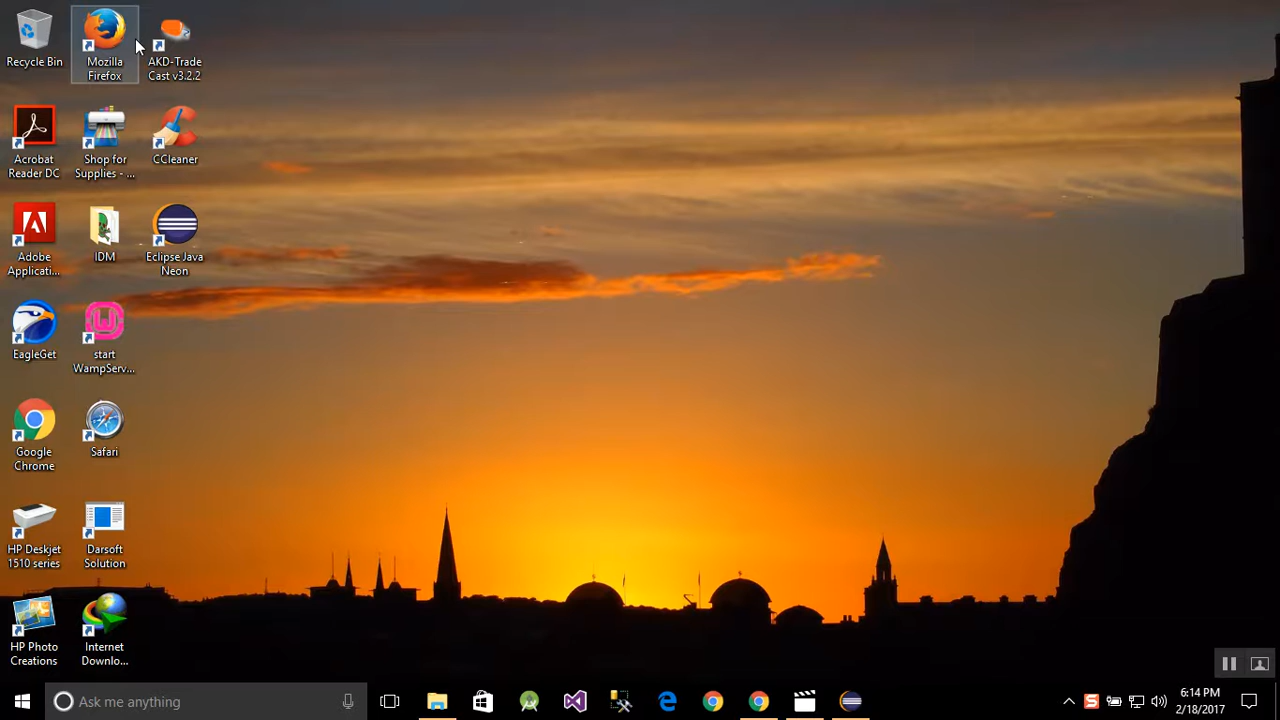 Recycle Bin
Mozilla
Firefox
AKD-Trade
Cast v3.2.2
Acrobat
Reader DC
Shop for
Supplies - ...
CCleaner
Adobe
Applicati...
IDM
Eclipse Java
Neon
EagleGet
start
WampServ...
Google
Chrome
Safari
HP Deskjet
1510 series
Darsoft
Solution
HP Photo
Creations
Internet
Downlo...
Ask me anything
6:14 PM
2/18/2017